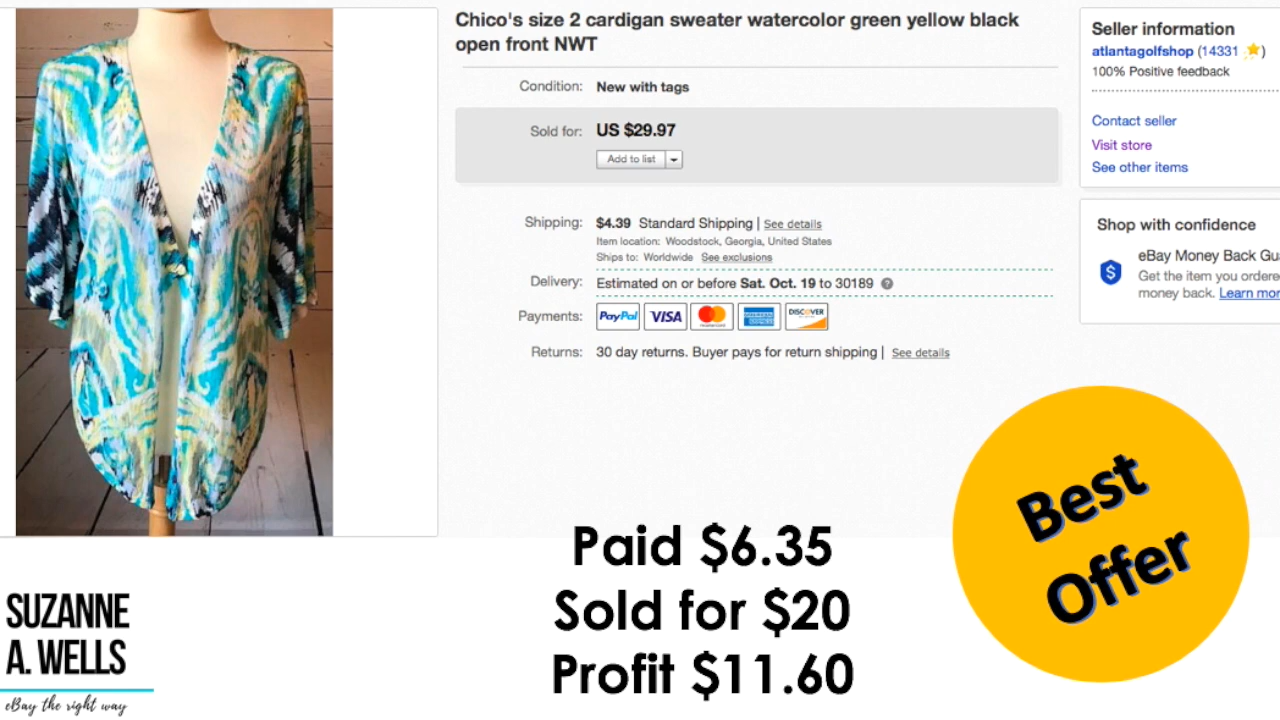 Chico's size 2 cardigan sweater watercolor green yellow black
open front NWT
Condition: New with tags
Sold for: US $29.97
Add to list
Shipping: $4.39 Standard Shipping | See details
Item location: Woodstock, Georgia, United States
Ships to: Worldwide See exclusions
Delivery: Estimated on or before Sat. Oct. 19 to 30189 ?
Payments: PayPal VISA mastercard AMERICAN EXPRESS DISCOVER
Returns: 30 day returns. Buyer pays for return shipping | See details
Seller information
atlantagolfshop (14331 )
100% Positive feedback
Contact seller
Visit store
See other items
Shop with confidence
$
eBay Money Back Gu
Get the item you ordere
money back. Learn mor
Best
Offer
Paid $6.35
Sold for $20
Profit $11.60
SUZANNE
A. WELLS
eBay the right way